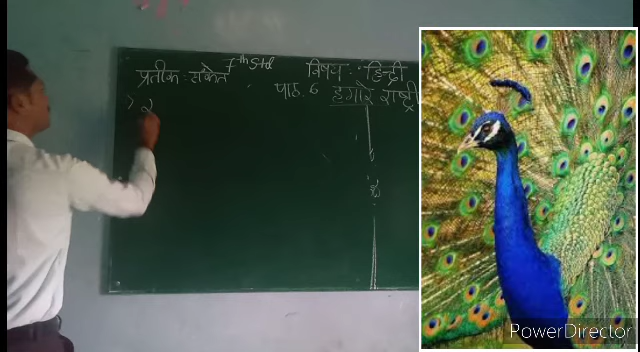 7th Std
विषय : हिन्दी
प्रतीक : संकेत
पाठ. 6 हमारे राष्ट्री
PowerDirector